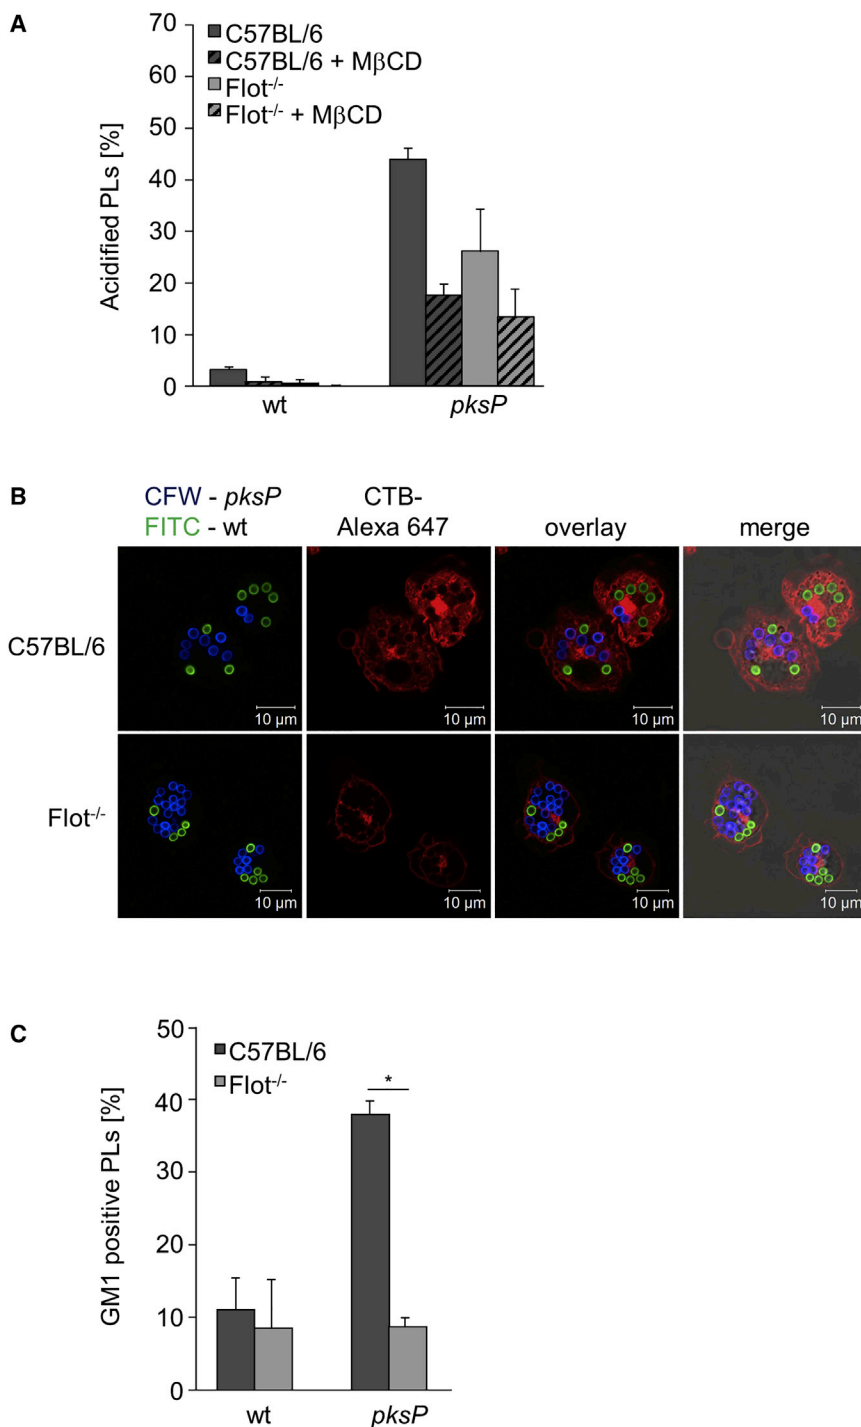 A
70
60
50
40
30
20
10
0
Acidified PLs [%]
C57BL/6
C57BL/6 + MβCD
Flot-/-
Flot-/- + MβCD
wt
pksP
B
CFW - pksP
FITC - wt
CTB-
Alexa 647
overlay
merge
C57BL/6
10 µm
10 µm
10 µm
10 µm
Flot-/-
10 µm
10 µm
10 µm
10 µm
C
50
40
30
20
10
0
GM1 positive PLs [%]
C57BL/6
Flot-/-
*
wt
pksP